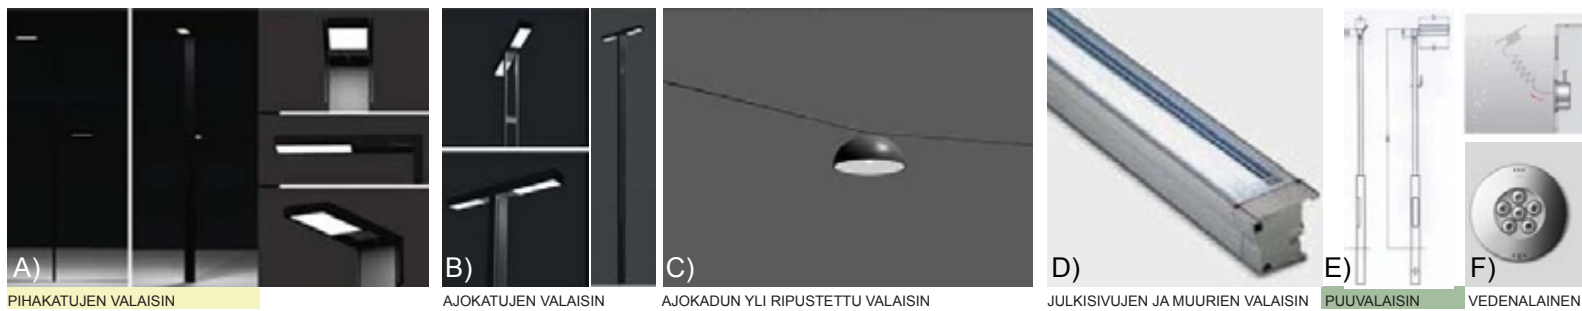 A)
PIHAKATUJEN VALAISIN
B)
AJOKATUJEN VALAISIN
C)
AJOKADUN YLI RIPUSTETTU VALAISIN
D)
JULKISIVUJEN JA MUURIEN VALAISIN
E)
PUUVALAISIN
F)
VEDENALAINEN